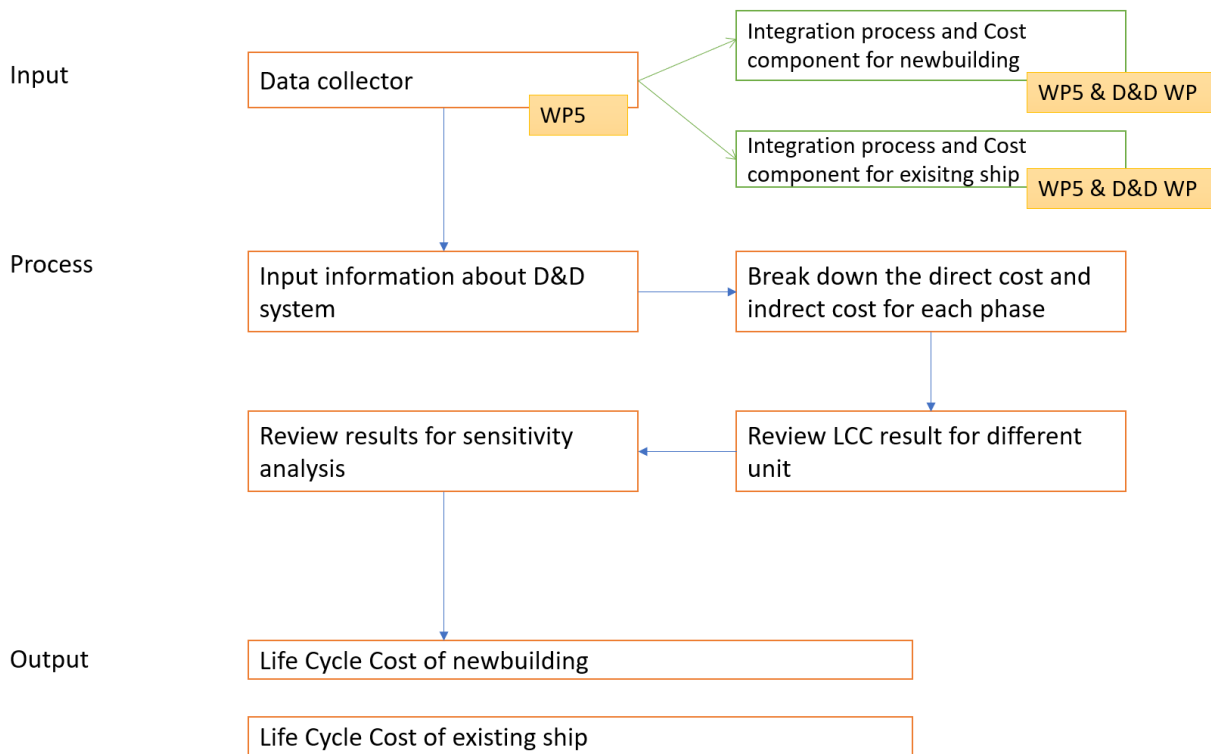 Input
Data collector
WP5
Integration process and Cost
component for newbuilding
WP5 & D&D WP
Integration process and Cost
component for exisitng ship
WP5 & D&D WP
Process
Input information about D&D
system
Break down the direct cost and
indrect cost for each phase
Review results for sensitivity
analysis
Review LCC result for different
unit
Output
Life Cycle Cost of newbuilding
Life Cycle Cost of existing ship